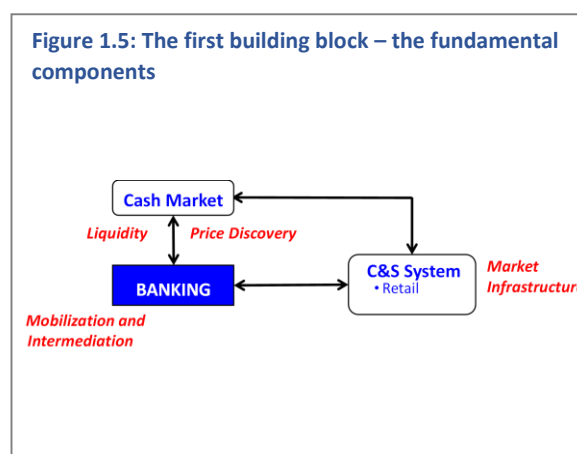 Figure 1.5: The first building block – the fundamental
components
Cash Market
Liquidity
Price Discovery
BANKING
C&S System
• Retail
Market
Infrastructure
Mobilization and
Intermediation